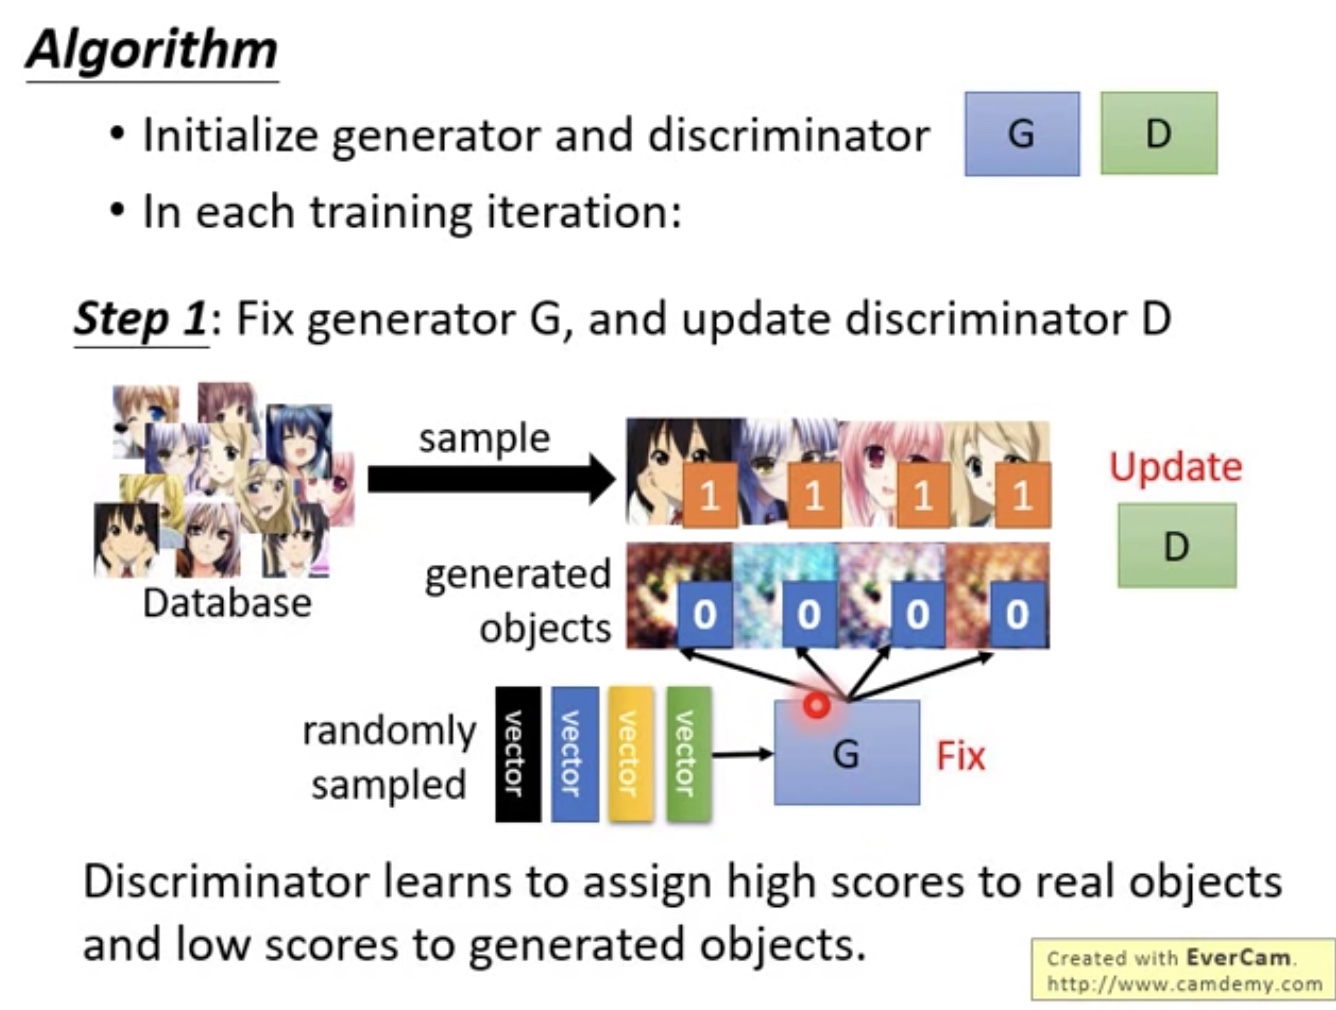 Algorithm
• Initialize generator and discriminator G D
• In each training iteration:
Step 1: Fix generator G, and update discriminator D
sample
1 1 1 1
Update
D
Database
generated
objects
0 0 0 0
randomly
sampled
vector vector vector vector
G
Fix
Discriminator learns to assign high scores to real objects
and low scores to generated objects.
Created with EverCam.
http://www.camdemy.com